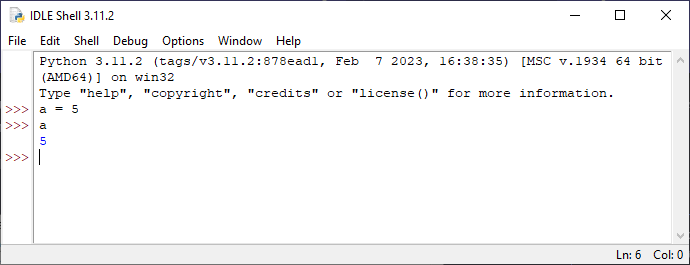 IDLE Shell 3.11.2
File Edit Shell Debug Options Window Help
Python 3.11.2 (tags/v3.11.2:878ead1, Feb  7 2023, 16:38:35) [MSC v.1934 64 bit
(AMD64)] on win32
Type "help", "copyright", "credits" or "license()" for more information.
>>> a = 5
>>> a
5
>>>
Ln: 6 Col: 0